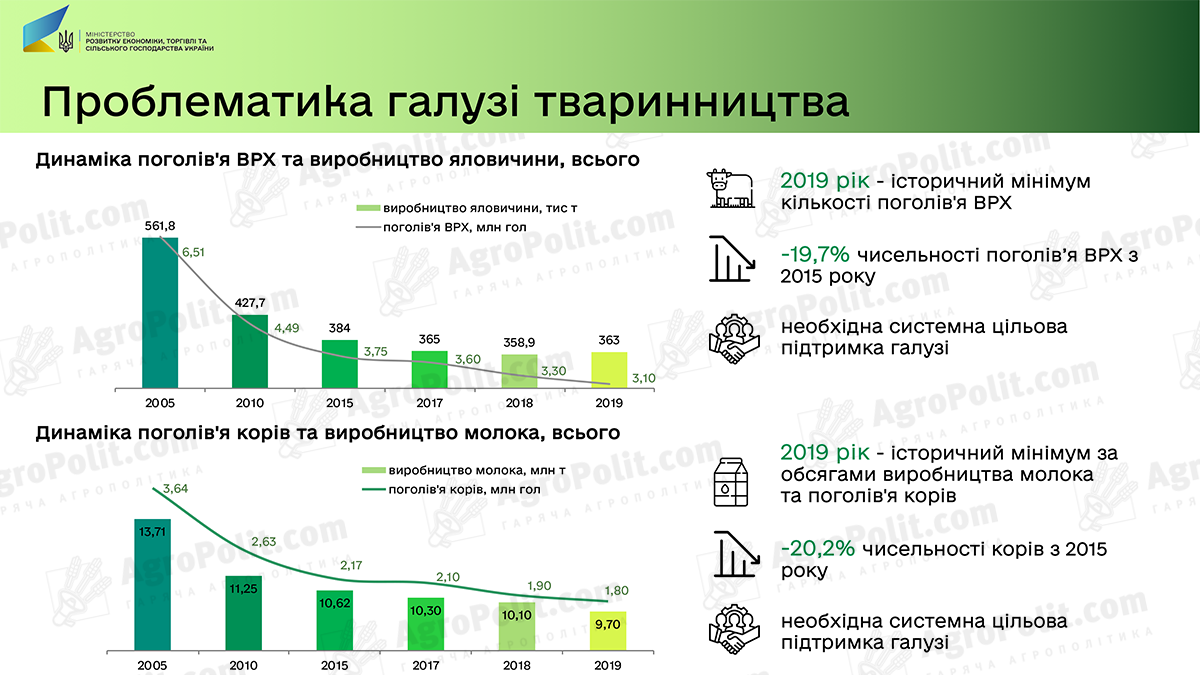 МІНІСТЕРСТВО
РОЗВИТКУ ЕКОНОМІКИ, ТОРГІВЛІ ТА
СІЛЬСЬКОГО ГОСПОДАРСТВА УКРАЇНИ
Проблематика галузі тваринництва
Динаміка поголів'я ВРХ та виробництво яловичини, всього
виробництво яловичини, тис т
поголів'я ВРХ, млн гол
561,8
6,51
427,7
4,49
384
3,75
365
3,60
358,9
3,30
363
3,10
2005 2010 2015 2017 2018 2019
Динаміка поголів'я корів та виробництво молока, всього
виробництво молока, млн т
поголів'я корів, млн гол
3,64
13,71
2,63
11,25
2,17
10,62
2,10
10,30
1,90
10,10
1,80
9,70
2005 2010 2015 2017 2018 2019
2019 рік - історичний мінімум
кількості поголів'я ВРХ
-19,7% чисельності поголів’я ВРХ з
2015 року
необхідна системна цільова
підтримка галузі
2019 рік - історичний мінімум за
обсягами виробництва молока
та поголів'я корів
-20,2% чисельності корів з 2015
року
необхідна системна цільова
підтримка галузі
AgroPolit.com
ГАРЯЧА АГРОПОЛІТИКА